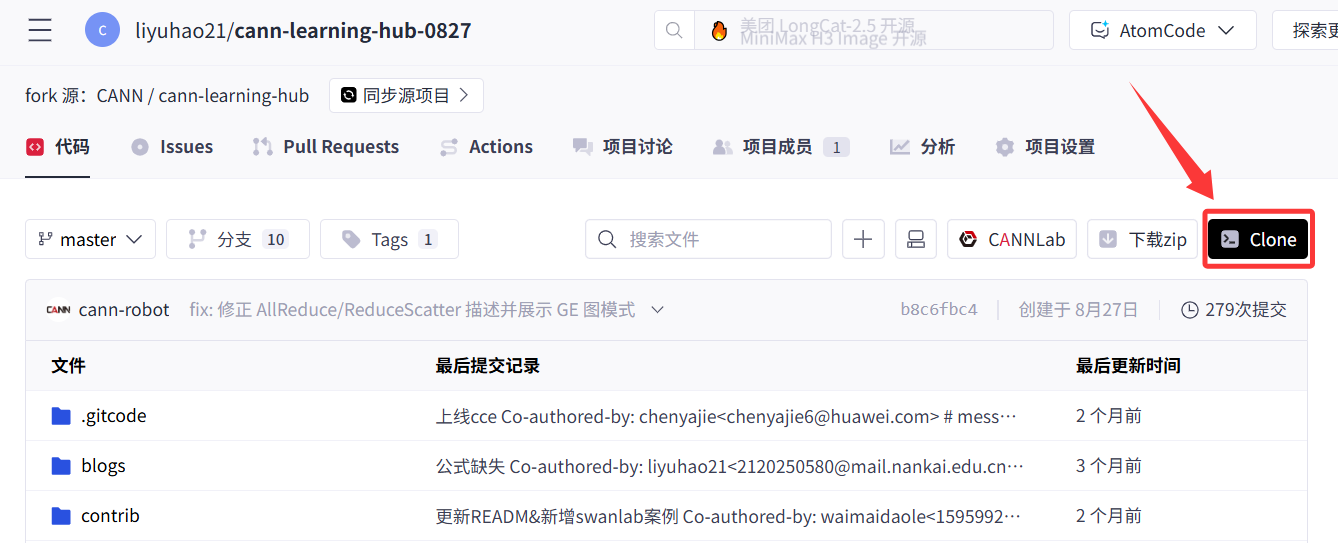 C liyuhao21/cann-learning-hub-0827
美团 LongCat-2.5 开源
MiniMax H3 Image 开源
AtomCode
探索更
fork 源： CANN / cann-learning-hub 同步源项目
代码 Issues Pull Requests Actions 项目讨论 项目成员 1 分析 项目设置
master 分支 10 Tags 1 搜索文件 CANNLab 下载zip Clone
CANN cann-robot fix: 修正 AllReduce/ReduceScatter 描述并展示 GE 图模式 b8c6fbc4 创建于 8月27日 279次提交
文件 最后提交记录 最后更新时间
.gitcode 上线cce Co-authored-by: chenyajie<chenyajie6@huawei.com> # mess⋯ 2 个月前
blogs 公式缺失 Co-authored-by: liyuhao21<2120250580@mail.nankai.edu.cn⋯ 3 个月前
contrib 更新READM&新增swanlab案例 Co-authored-by: waimaidaole<1595992⋯ 2 个月前